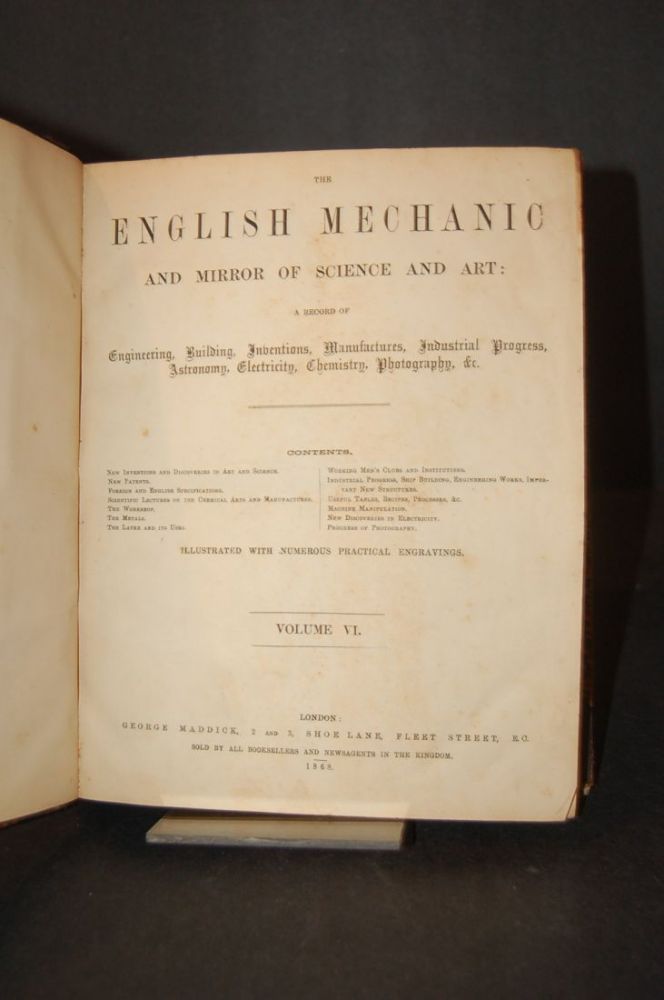 THE
ENGLISH MECHANIC
AND MIRROR OF SCIENCE AND ART:
A RECORD OF
Engineering, Building, Inventions, Manufactures, Industrial Progress,
Astronomy, Electricity, Chemistry, Photography, &c.
CONTENTS.
NEW INVENTIONS AND DISCOVERIES IN ART AND SCIENCE.
NEW PATENTS.
FOREIGN AND ENGLISH SPECIFICATIONS.
SCIENTIFIC LECTURES ON THE CHEMICAL ARTS AND MANUFACTURES.
THE WORKSHOP.
THE METALS.
THE LATHE AND ITS USES.
WORKING MEN'S CLUBS AND INSTITUTIONS.
INDUSTRIAL PROGRESS, SHIP BUILDING, ENGINEERING WORKS, IMPOR-
TANT NEW STRUCTURES.
USEFUL TABLES, RECIPES, PROCESSES, &C.
MACHINE MANIPULATION.
NEW DISCOVERIES IN ELECTRICITY.
PROGRESS OF PHOTOGRAPHY.
ILLUSTRATED WITH NUMEROUS PRACTICAL ENGRAVINGS.
VOLUME VI.
LONDON:
GEORGE MADDICK, 2 AND 3, SHOE LANE, FLEET STREET, E.C.
SOLD BY ALL BOOKSELLERS AND NEWSAGENTS IN THE KINGDOM.
1868.